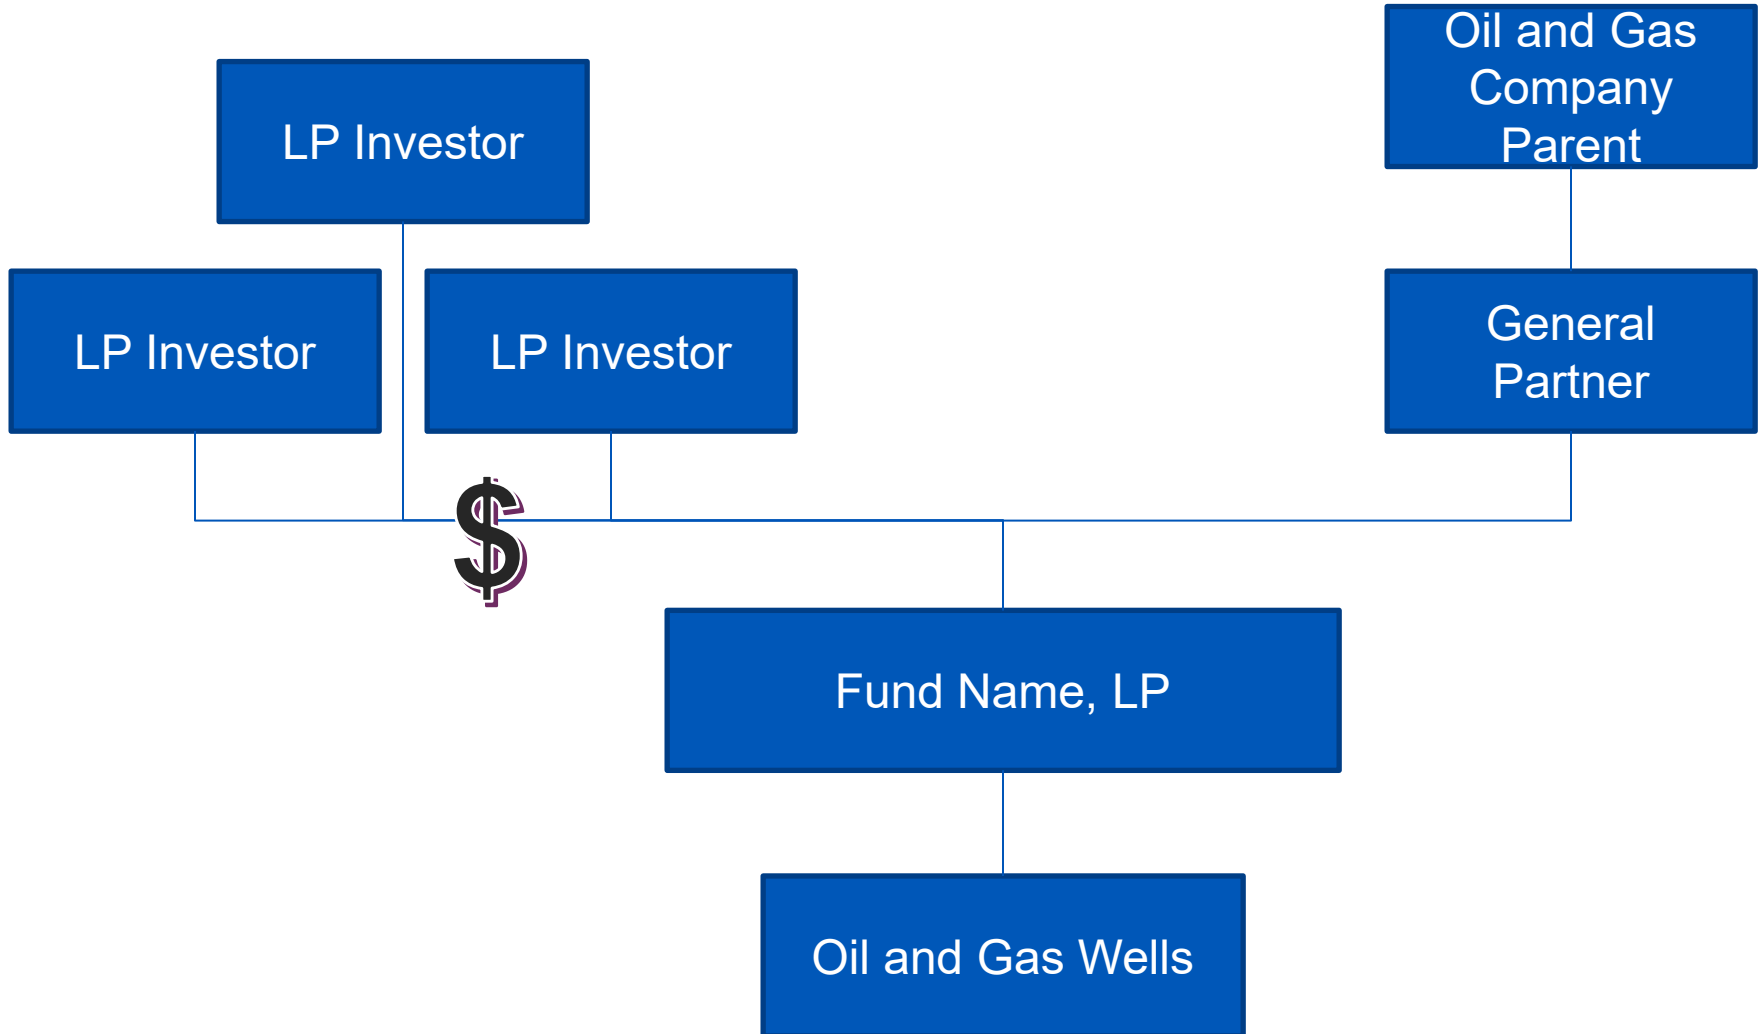 Oil and Gas
Company
Parent
LP Investor
LP Investor
LP Investor
General
Partner
$
Fund Name, LP
Oil and Gas Wells